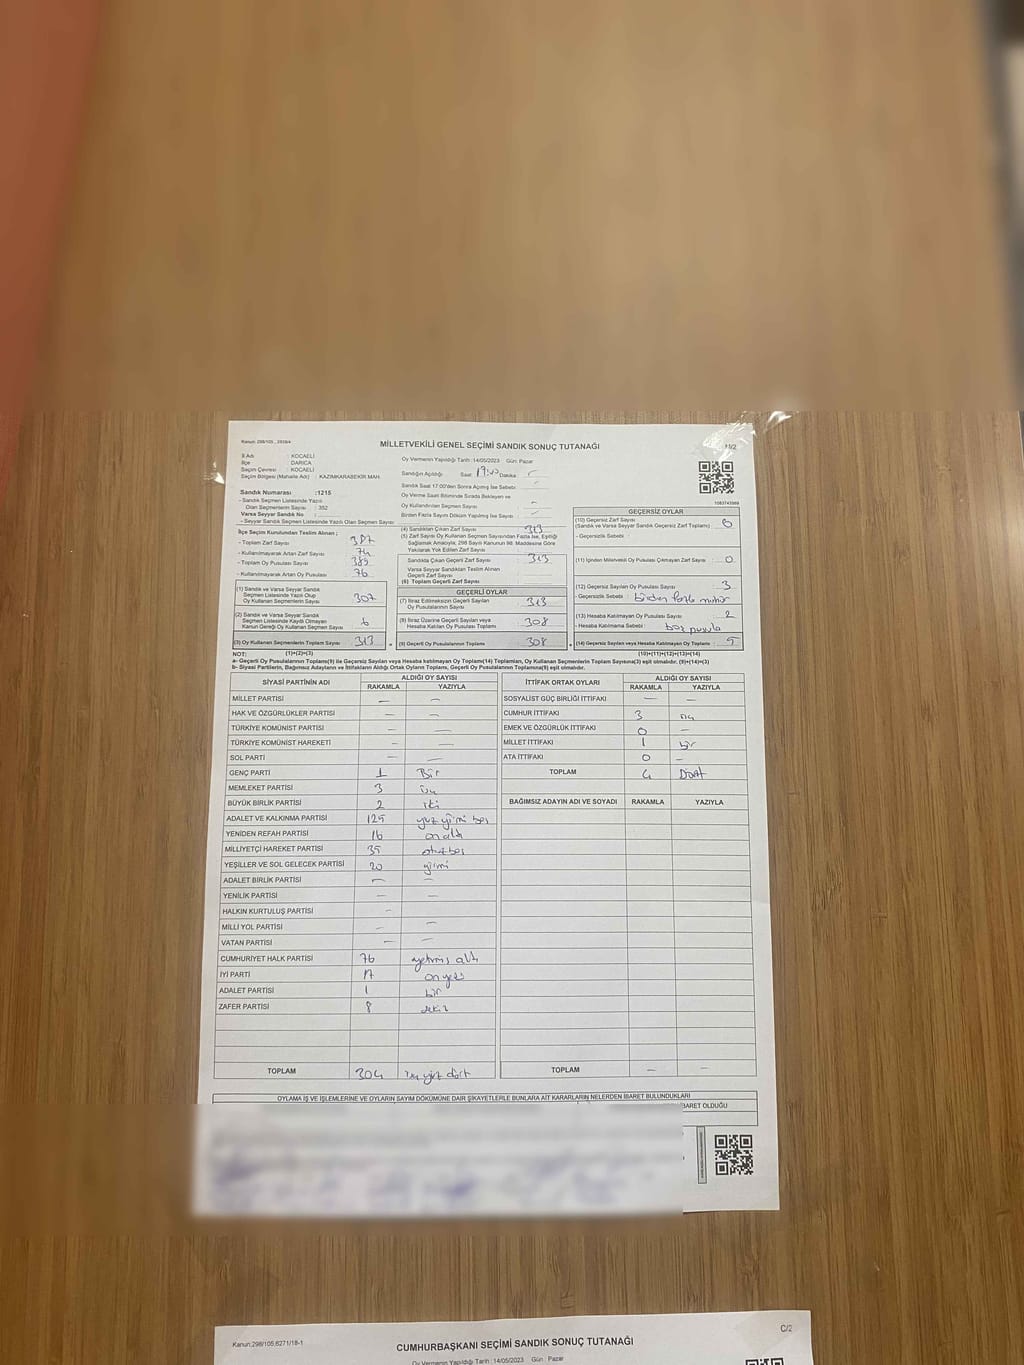 Kanun: 298/105
MİLLETVEKİLİ GENEL SEÇİMİ SANDIK SONUÇ TUTANAĞI
İl Adı : KOCAELİ
İlçe : DARICA
Seçim Çevresi : KOCAELİ
Seçim Bölgesi (Mahalle Adı) : KAZIMKARABEKİR MAH.
Sandık Numarası :1215
- Sandık Seçmen Listesinde Yazılı
Olan Seçmenlerin Sayısı : 352
Varsa Seyyar Sandık No :
- Seyyar Sandık Seçmen Listesinde Yazılı Olan Seçmen Sayısı
Oy Vermenin Yapıldığı Tarih :14/05/2023 Gün: Pazar
Sandığın Açıldığı Saat: Dakika
Sandık Saat 17:00'den Sonra Açılmış İse Sebebi
Oy Verme Saati Bitiminde Sırada Bekleyen ve
Oy Kullandırılan Seçmen Sayısı –
Birden Fazla Sayım Döküm Yapılmış İse Sayısı
1083743969
İlçe Seçim Kurulundan Teslim Alınan ;
- Toplam Zarf Sayısı 387
- Kullanılmayarak Artan Zarf Sayısı 74
- Toplam Oy Pusulası Sayısı 389
- Kullanılmayarak Artan Oy Pusulası 76
(1) Sandık ve Varsa Seyyar Sandık
Seçmen Listesinde Yazılı Olup
Oy Kullanan Seçmenlerin Sayısı 307
(2) Sandık ve Varsa Seyyar Sandık
Seçmen Listesinde Kayıtlı Olmayan
Kanun Gereği Oy Kullanan Seçmen Sayısı 6
(3) Oy Kullanan Seçmenlerin Toplam Sayısı 313
(4) Sandıktan Çıkan Zarf Sayısı 313
(5) Zarf Sayısı Oy Kullanan Seçmen Sayısından Fazla İse, Eşitliği
Sağlamak Amacıyla, 298 Sayılı Kanunun 98. Maddesine Göre
Yakılarak Yok Edilen Zarf Sayısı
Sandıkta Çıkan Geçerli Zarf Sayısı 313
Varsa Seyyar Sandıktan Teslim Alınan
Geçerli Zarf Sayısı
(6) Toplam Geçerli Zarf Sayısı
GEÇERLİ OYLAR
(7) İtiraz Edilmeksizin Geçerli Sayılan
Oy Pusulalarının Sayısı 313
(8) İtiraz Üzerine Geçerli Sayılan veya
Hesaba Katılan Oy Pusulası Toplamı 308
(9) Geçerli Oy Pusulalarının Toplamı 308
GEÇERSİZ OYLAR
(10) Geçersiz Zarf Sayısı
(Sandık ve Varsa Seyyar Sandık Geçersiz Zarf Toplamı)
- Geçersizlik Sebebi :
(11) İçinden Milletvekili Oy Pusulası Çıkmayan Zarf Sayısı : 0
(12) Geçersiz Sayılan Oy Pusulası Sayısı : 3
- Geçersizlik Sebebi : birden fazla mühür
(13) Hesaba Katılmayan Oy Pusulası Sayısı : 2
- Hesaba Katılmama Sebebi : boş pusula
(14) Geçersiz Sayılan veya Hesaba Katılmayan Oy Toplamı : 5
NOT: (1)+(2)=(3) (10)+(11)+(12)+(13)=(14)
a- Geçerli Oy Pusulalarının Toplamı(9) ile Geçersiz Sayılan veya Hesaba katılmayan Oy Toplamı(14) Toplamları, Oy Kullanan Seçmenlerin Toplam Sayısına(3) eşit olmalıdır. (9)+(14)=(3)
b- Siyasi Partilerin, Bağımsız Adayların ve İttifakların Aldığı Ortak Oyların Toplamı, Geçerli Oy Pusulalarının Toplamına(9) eşit olmalıdır.
SİYASİ PARTİNİN ADI ALDIĞI OY SAYISI
RAKAMLA YAZIYLA
MİLLET PARTİSI — —
HAK VE ÖZGÜRLÜKLER PARTİSİ — —
TÜRKİYE KOMÜNİST PARTİSİ — —
TÜRKİYE KOMÜNİST HAREKETİ — —
SOL PARTİ — —
GENÇ PARTİ 1 Bir
MEMLEKET PARTİSİ 3 üç
BÜYÜK BİRLİK PARTİSİ 2 iki
ADALET VE KALKINMA PARTİSİ 125 yüz yirmi beş
YENİDEN REFAH PARTİSİ 16 onaltı
MİLLİYETÇİ HAREKET PARTİSİ 35 otuzbeş
YEŞİLLER VE SOL GELECEK PARTİSİ 20 yirmi
ADALET BİRLİK PARTİSİ — —
YENİLİK PARTİSİ — —
HALKIN KURTULUŞ PARTİSİ —
MİLLİ YOL PARTİSİ — —
VATAN PARTİSİ — —
CUMHURİYET HALK PARTİSİ 76 yetmiş altı
İYİ PARTİ 17 onyedi
ADALET PARTİSİ 1 bir
ZAFER PARTİSİ 8 sekiz
TOPLAM 304 üç yüz dört
İTTİFAK ORTAK OYLARI ALDIĞI OY SAYISI
RAKAMLA YAZIYLA
SOSYALİST GÜÇ BİRLİĞİ İTTİFAKI — —
CUMHUR İTTİFAKI 3 üç
EMEK VE ÖZGÜRLÜK İTTİFAKI 0 —
MİLLET İTTİFAKI 1 bir
ATA İTTİFAKI 0 —
TOPLAM 4 Dört
BAĞIMSIZ ADAYIN ADI VE SOYADI RAKAMLA YAZIYLA
TOPLAM — —
OYLAMA İŞ VE İŞLEMLERİNE VE OYLARIN SAYIM DÖKÜMÜNE DAİR ŞİKAYETLERLE BUNLARA AİT KARARLARIN NELERDEN İBARET BULUNDUKLARI
İBARET OLDUĞU
Kanun:298/105,6271/18-1
C/2
CUMHURBAŞKANI SEÇİMİ SANDIK SONUÇ TUTANAĞI
Oy Vermenin Yapıldığı Tarih :14/05/2023 Gün : Pazar